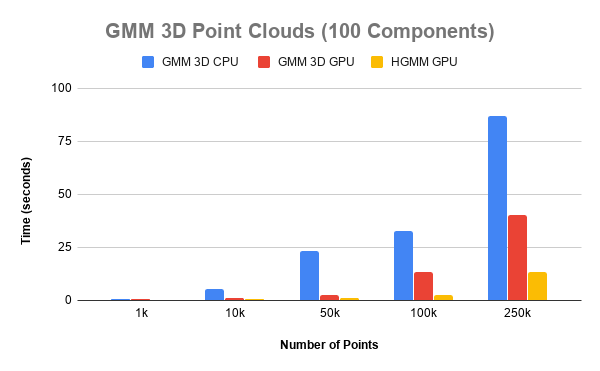 GMM 3D Point Clouds (100 Components)
GMM 3D CPU GMM 3D GPU HGMM GPU
100
75
50
25
0
Time (seconds)
1k 10k 50k 100k 250k
Number of Points